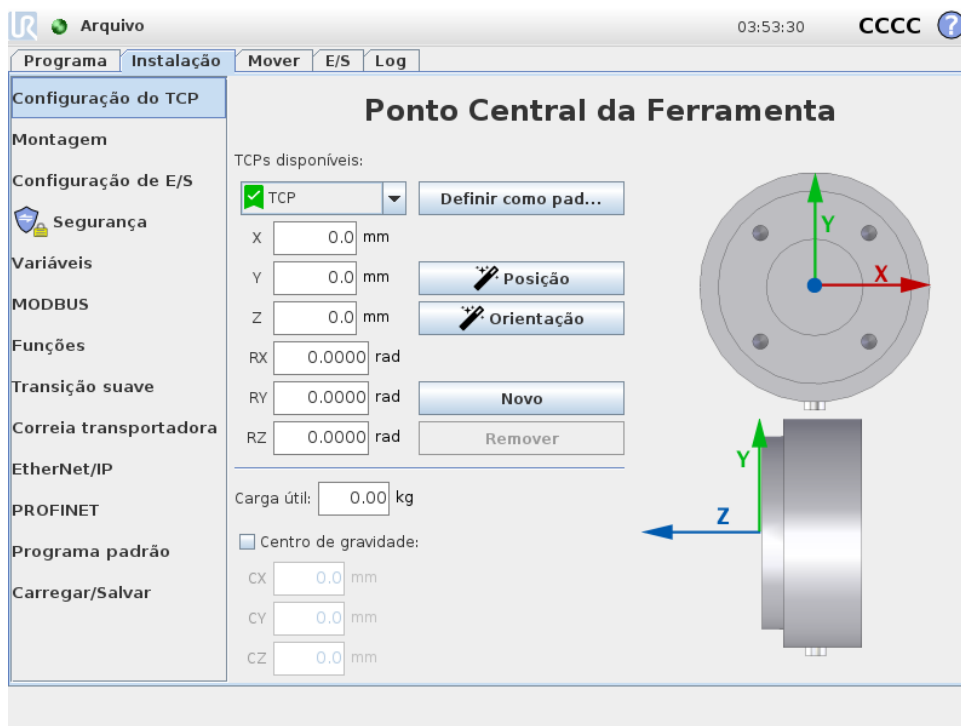 UR Arquivo 03:53:30 CCCC ?
Programa Instalação Mover E/S Log
Configuração do TCP
Montagem
Configuração de E/S
Segurança
Variáveis
MODBUS
Funções
Transição suave
Correia transportadora
EtherNet/IP
PROFINET
Programa padrão
Carregar/Salvar
Ponto Central da Ferramenta
TCPs disponíveis:
TCP Definir como pad...
X 0.0 mm
Y 0.0 mm Posição
Z 0.0 mm Orientação
RX 0.0000 rad
RY 0.0000 rad Novo
RZ 0.0000 rad Remover
Carga útil: 0.00 kg
Centro de gravidade:
CX 0.0 mm
CY 0.0 mm
CZ 0.0 mm
Y
X
Y
Z